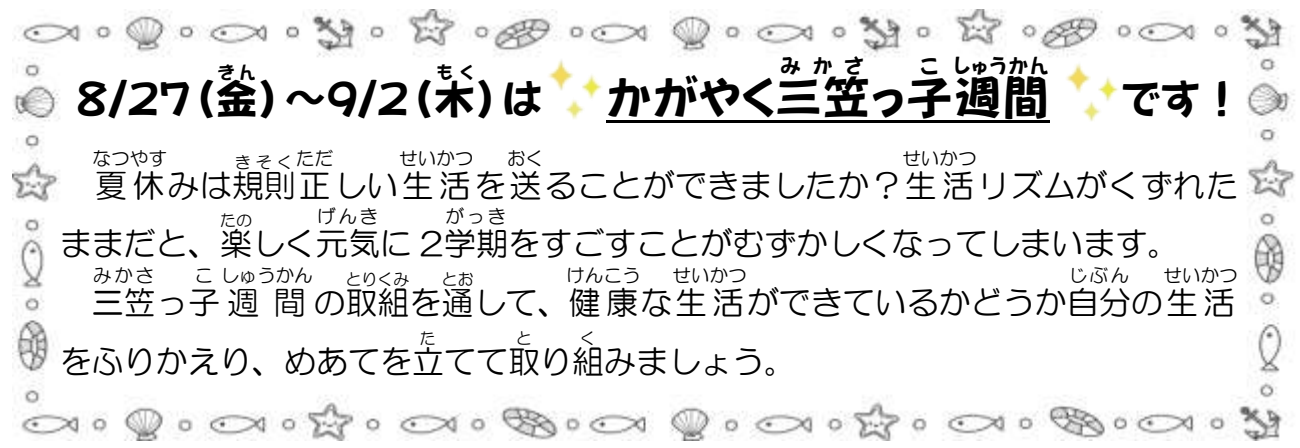 8/27(金)～9/2(木)は かがやく三笠っ子週間 です！
夏休みは規則正しい生活を送ることができましたか？生活リズムがくずれた
ままだと、楽しく元気に2学期をすごすことがむずかしくなってしまいます。
三笠っ子週間の取組を通して、健康な生活ができているかどうか自分の生活
をふりかえり、めあてを立てて取り組みましょう。